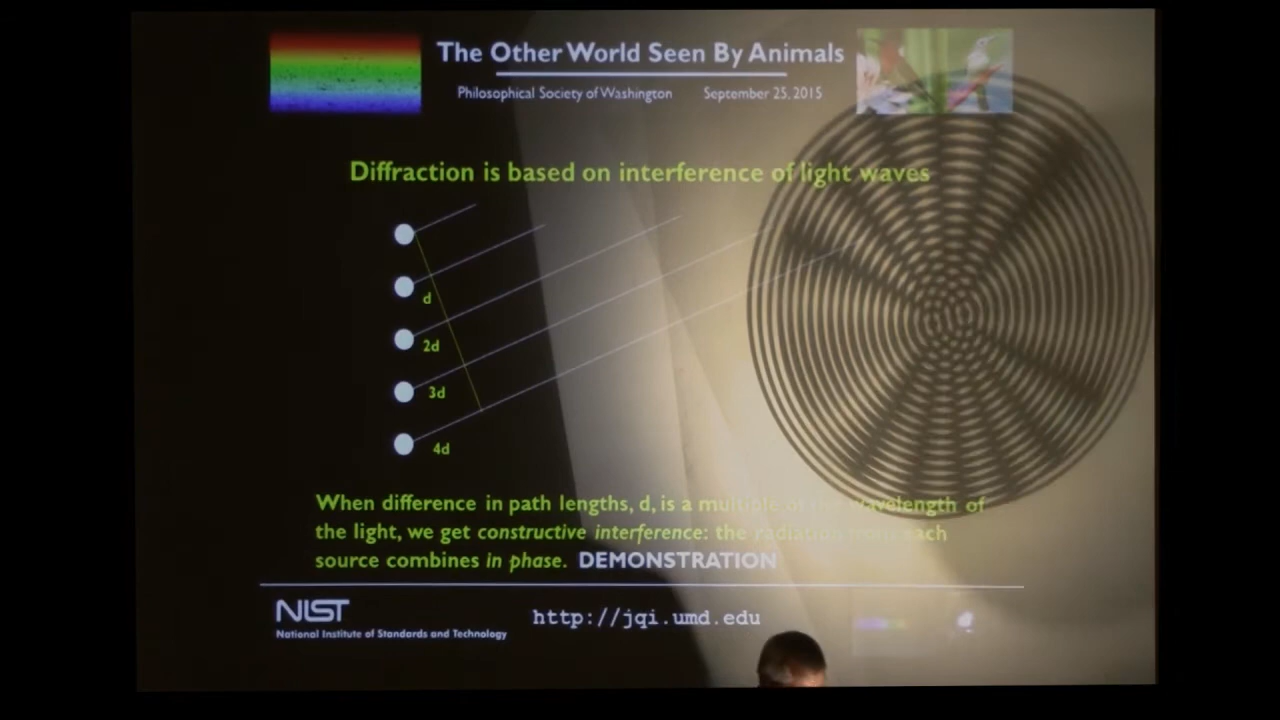 The Other World Seen By Animals
Philosophical Society of Washington September 25, 2015
Diffraction is based on interference of light waves
d
2d
3d
4d
When difference in path lengths, d, is a multiple of the wavelength of
the light, we get constructive interference: the radiation from each
source combines in phase. DEMONSTRATION
NIST
National Institute of Standards and Technology
http://jqi.umd.edu